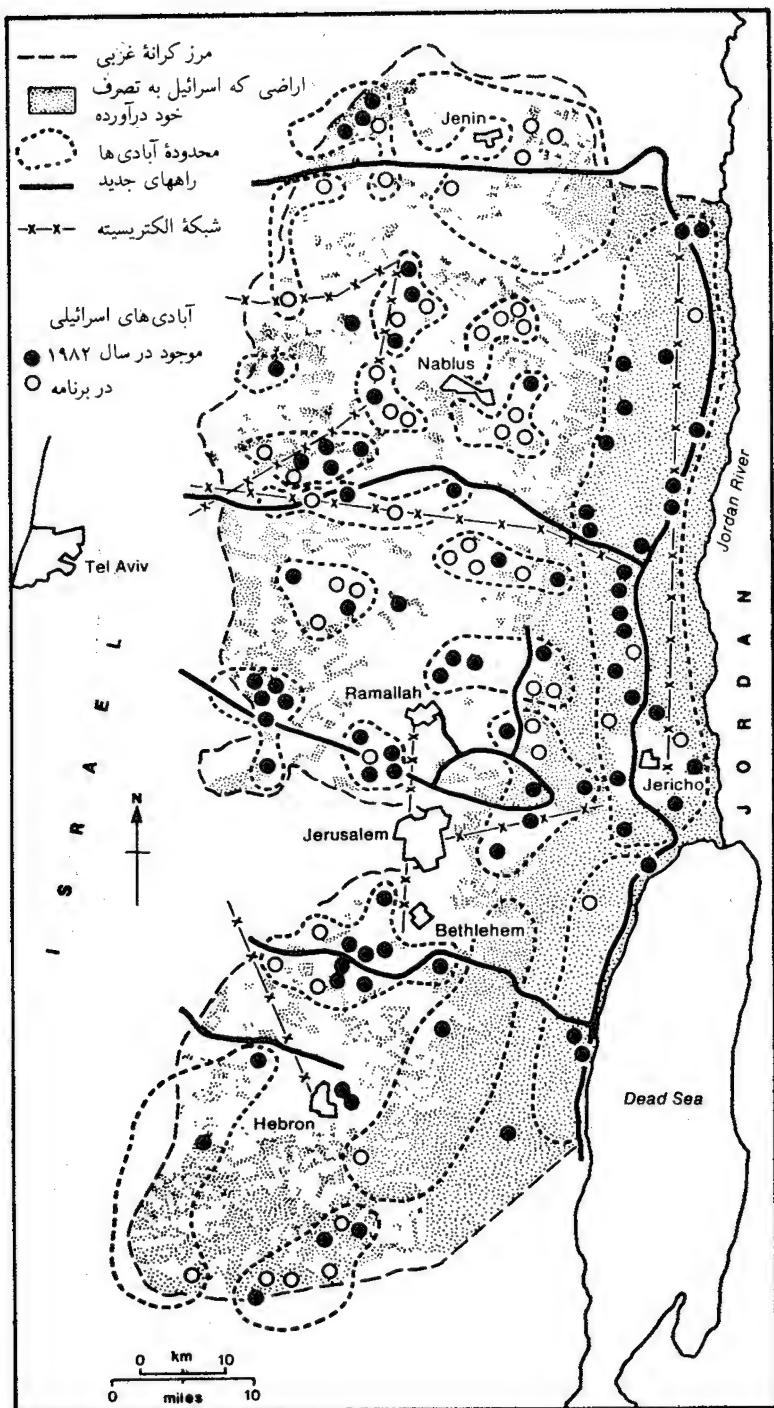 مرز کرانهٔ غربی
اراضی که اسرائیل به تصرف
خود درآورده
محدودهٔ آبادی‌ها
راههای جدید
شبکهٔ الکتریسیته
آبادی‌های اسرائیلی
موجود در سال ۱۹۸۲
در برنامه
Jenin
Nablus
Tel Aviv
Jordan River
JORDAN
ISRAEL
Ramallah
Jericho
N
Jerusalem
Bethlehem
Hebron
Dead Sea
km
0 10
0 miles 10